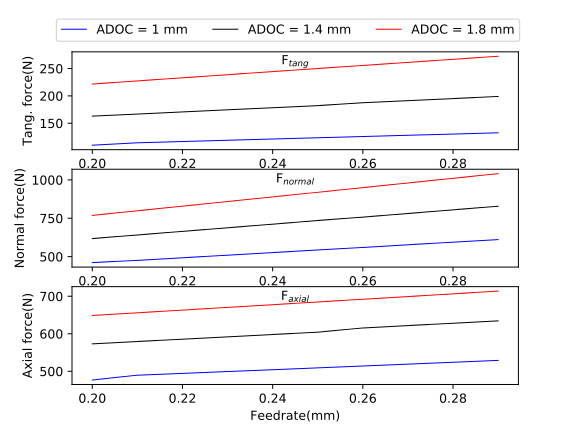 ADOC = 1 mm ADOC = 1.4 mm ADOC = 1.8 mm
F_tang
Tang. force(N)
250
200
150
0.20 0.22 0.24 0.26 0.28
F_normal
Normal force(N)
1000
750
500
0.20 0.22 0.24 0.26 0.28
F_axial
Axial force(N)
700
600
500
0.20 0.22 0.24 0.26 0.28
Feedrate(mm)